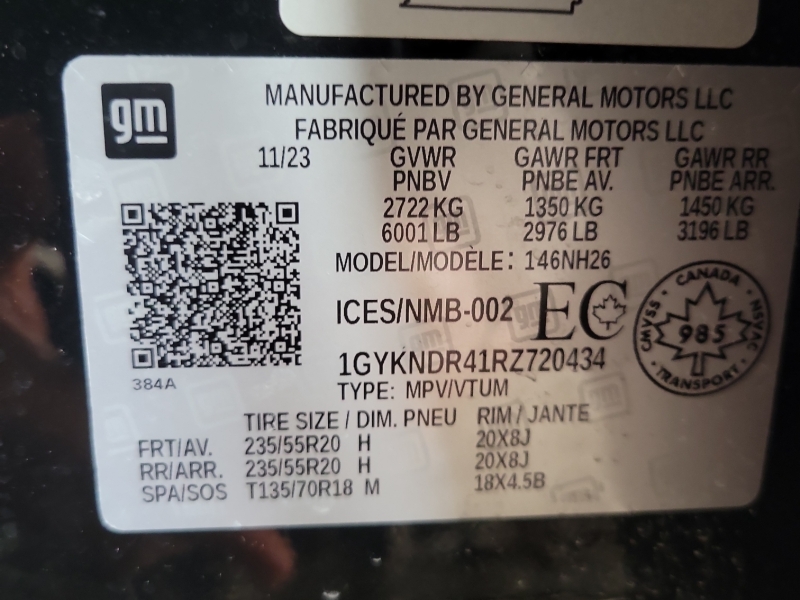 gm
MANUFACTURED BY GENERAL MOTORS LLC
FABRIQUÉ PAR GENERAL MOTORS LLC
11/23 GVWR GAWR FRT GAWR RR
PNBV PNBE AV. PNBE ARR.
2722 KG 1350 KG 1450 KG
6001 LB 2976 LB 3196 LB
MODEL/MODÈLE: 146NH26
ICES/NMB-002 EC
CANADA
CMVSS 985 NSVAC
TRANSPORT
1GYKNDR41RZ720434
384A
TYPE: MPV/VTUM
TIRE SIZE / DIM. PNEU RIM / JANTE
FRT/AV. 235/55R20 H 20X8J
RR/ARR. 235/55R20 H 20X8J
SPA/SOS T135/70R18 M 18X4.5B